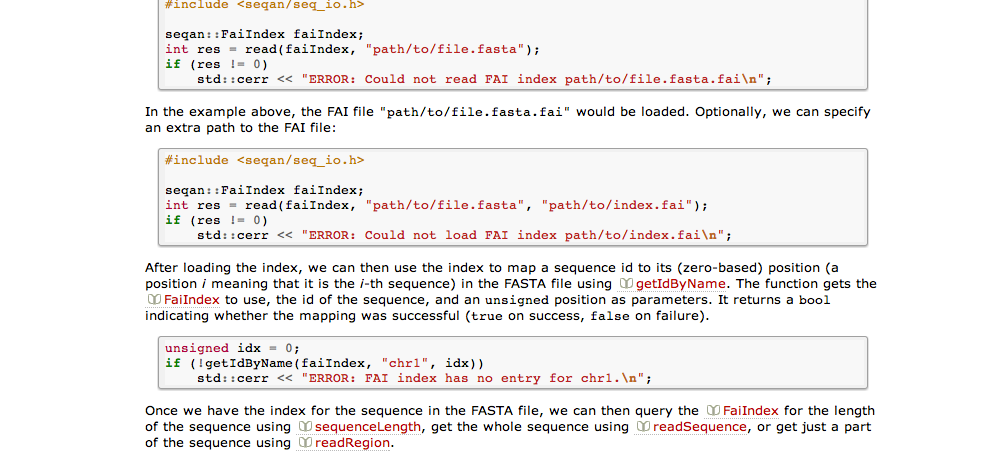 #include <seqan/seq_io.h>
seqan::FaiIndex faiIndex;
int res = read(faiIndex, "path/to/file.fasta");
if (res != 0)
    std::cerr << "ERROR: Could not read FAI index path/to/file.fasta.fai\n";
In the example above, the FAI file "path/to/file.fasta.fai" would be loaded. Optionally, we can specify
an extra path to the FAI file:
#include <seqan/seq_io.h>
seqan::FaiIndex faiIndex;
int res = read(faiIndex, "path/to/file.fasta", "path/to/index.fai");
if (res != 0)
    std::cerr << "ERROR: Could not load FAI index path/to/index.fai\n";
After loading the index, we can then use the index to map a sequence id to its (zero-based) position (a
position i meaning that it is the i-th sequence) in the FASTA file using getIdByName. The function gets the
FaiIndex to use, the id of the sequence, and an unsigned position as parameters. It returns a bool
indicating whether the mapping was successful (true on success, false on failure).
unsigned idx = 0;
if (!getIdByName(faiIndex, "chr1", idx))
    std::cerr << "ERROR: FAI index has no entry for chr1.\n";
Once we have the index for the sequence in the FASTA file, we can then query the FaiIndex for the length
of the sequence using sequenceLength, get the whole sequence using readSequence, or get just a part
of the sequence using readRegion.